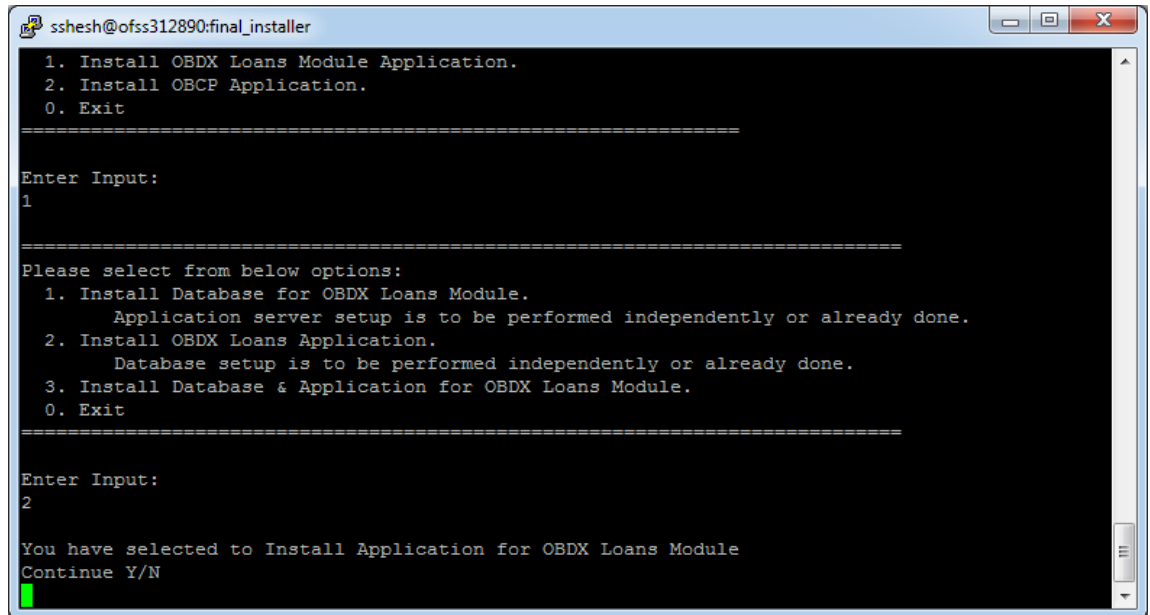 sshesh@ofss312890:final_installer
1. Install OBDX Loans Module Application.
2. Install OBCP Application.
0. Exit
==============================================================
Enter Input:
1
============================================================================
Please select from below options:
1. Install Database for OBDX Loans Module.
Application server setup is to be performed independently or already done.
2. Install OBDX Loans Application.
Database setup is to be performed independently or already done.
3. Install Database & Application for OBDX Loans Module.
0. Exit
============================================================================
Enter Input:
2
You have selected to Install Application for OBDX Loans Module
Continue Y/N